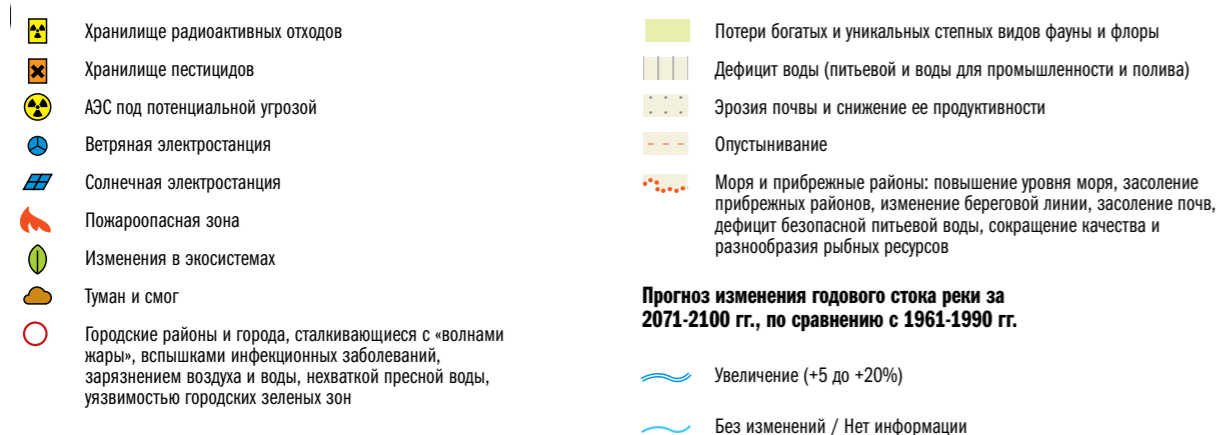 Хранилище радиоактивных отходов
Хранилище пестицидов
АЭС под потенциальной угрозой
Ветряная электростанция
Солнечная электростанция
Пожароопасная зона
Изменения в экосистемах
Туман и смог
Городские районы и города, сталкивающиеся с «волнами
жары», вспышками инфекционных заболеваний,
зарязнением воздуха и воды, нехваткой пресной воды,
уязвимостью городских зеленых зон
Потери богатых и уникальных степных видов фауны и флоры
Дефицит воды (питьевой и воды для промышленности и полива)
Эрозия почвы и снижение ее продуктивности
Опустынивание
Моря и прибрежные районы: повышение уровня моря, засоление
прибрежных районов, изменение береговой линии, засоление почв,
дефицит безопасной питьевой воды, сокращение качества и
разнообразия рыбных ресурсов
Прогноз изменения годового стока реки за
2071-2100 гг., по сравнению с 1961-1990 гг.
Увеличение (+5 до +20%)
Без изменений / Нет информации